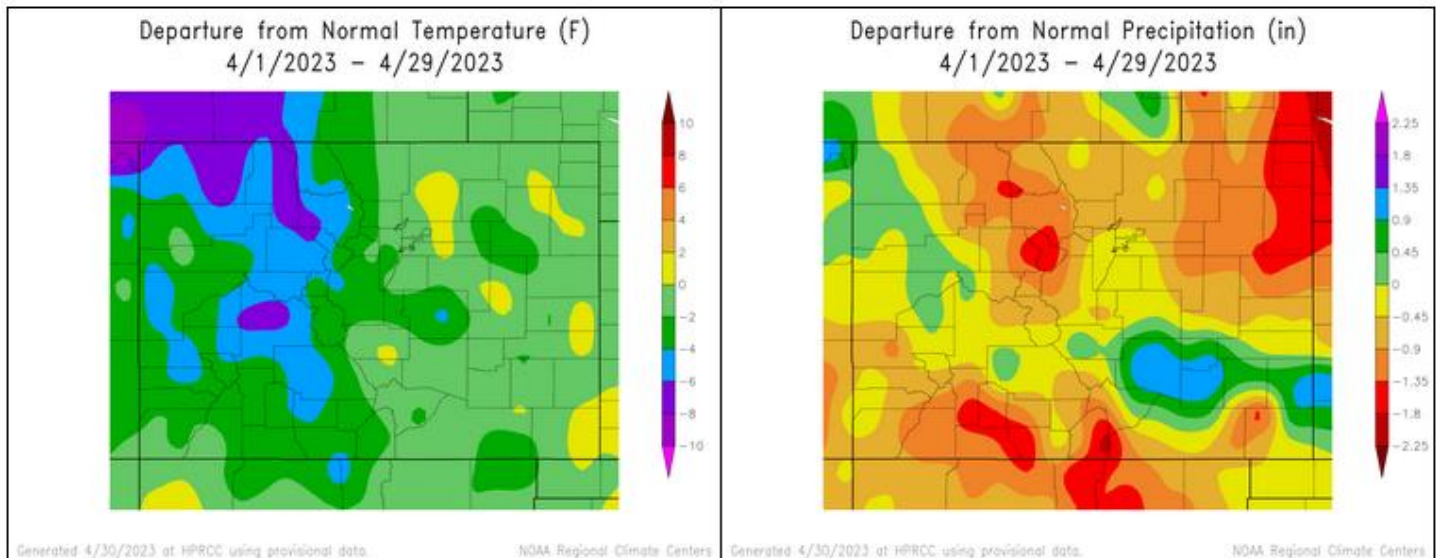 Departure from Normal Temperature (F)
4/1/2023 – 4/29/2023
10
8
6
4
2
0
-2
-4
-6
-8
-10
Generated 4/30/2023 at HPRCC using provisional data.
NOAA Regional Climate Centers
Departure from Normal Precipitation (in)
4/1/2023 – 4/29/2023
2.25
1.8
1.35
0.9
0.45
0
-0.45
-0.9
-1.35
-1.8
-2.25
Generated 4/30/2023 at HPRCC using provisional data.
NOAA Regional Climate Centers